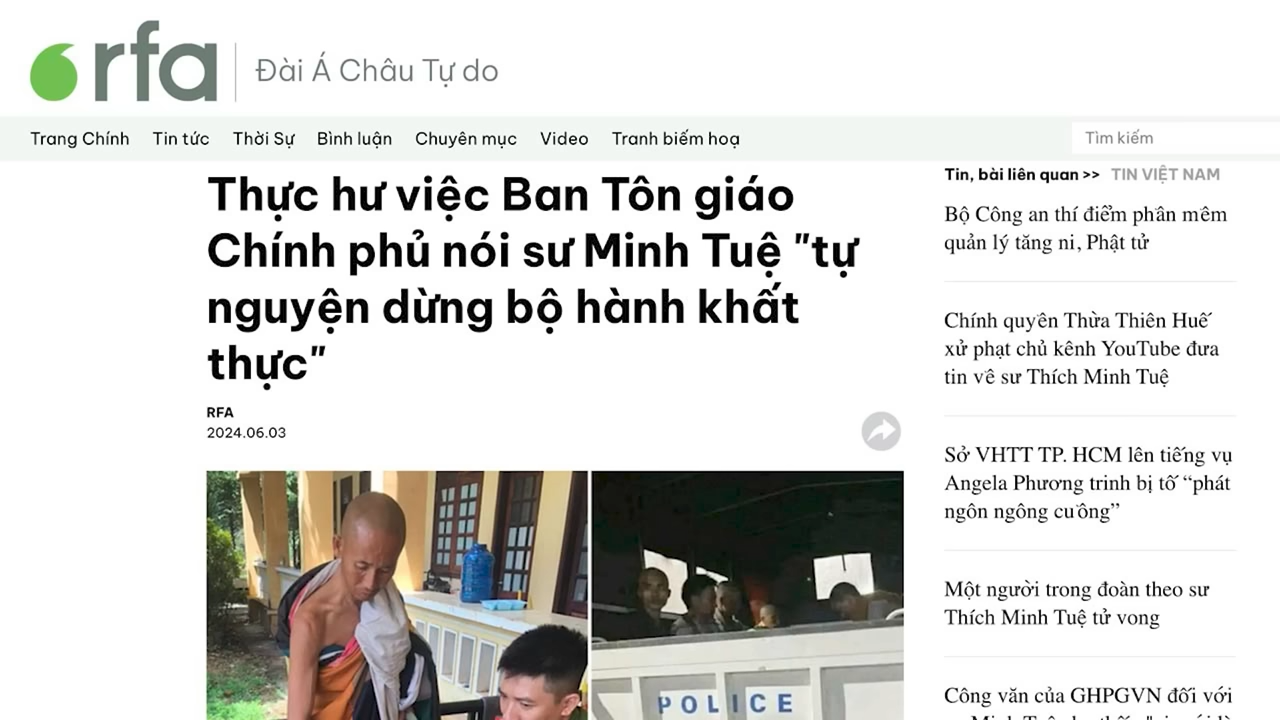 rfa
Đài Á Châu Tự do
Trang Chính Tin tức Thời Sự Bình luận Chuyên mục Video Tranh biếm hoạ
Tìm kiếm
Thực hư việc Ban Tôn giáo
Chính phủ nói sư Minh Tuệ "tự
nguyện dừng bộ hành khất
thực"
RFA
2024.06.03
POLICE
Tin, bài liên quan >> TIN VIỆT NAM
Bộ Công an thí điểm phần mềm
quản lý tăng ni, Phật tử
Chính quyền Thừa Thiên Huế
xử phạt chủ kênh YouTube đưa
tin về sư Thích Minh Tuệ
Sở VHTT TP. HCM lên tiếng vụ
Angela Phương trinh bị tố “phát
ngôn ngông cuồng”
Một người trong đoàn theo sư
Thích Minh Tuệ tử vong
Công văn của GHPGVN đối với